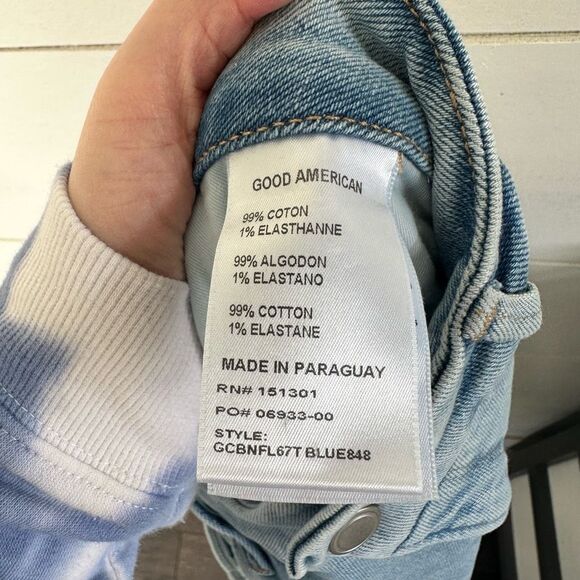 GOOD AMERICAN
99% COTON
1% ELASTHANNE
99% ALGODON
1% ELASTANO
99% COTTON
1% ELASTANE
MADE IN PARAGUAY
RN# 151301
PO# 06933-00
STYLE:
GCBNFL67T BLUE848